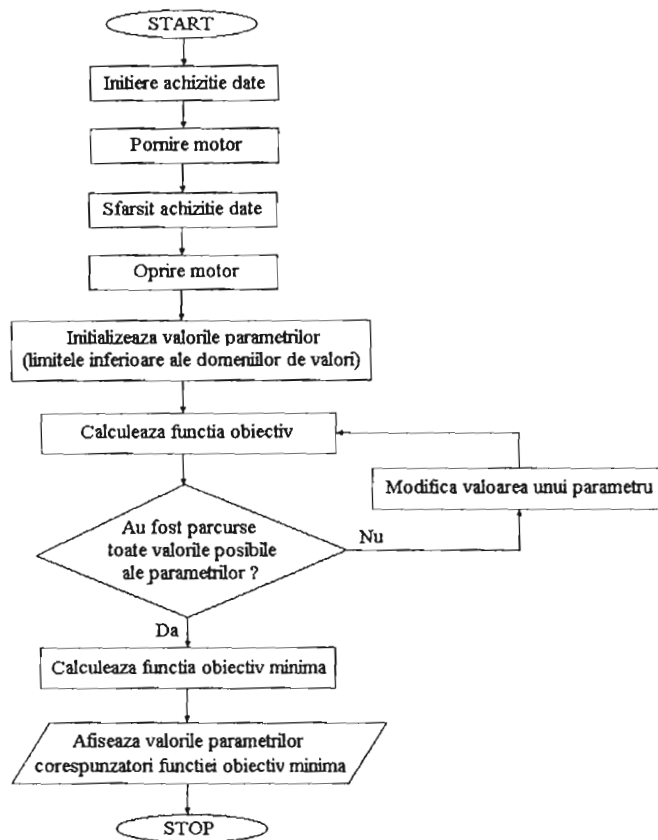 START
Initiere achizitie date
Pornire motor
Sfarsit achizitie date
Oprire motor
Initializeaza valorile parametrilor
(limitele inferioare ale domeniilor de valori)
Calculeaza functia obiectiv
Modifica valoarea unui parametru
Au fost parcurse
toate valorile posibile
ale parametrilor ?
Nu
Da
Calculeaza functia obiectiv minima
Afiseaza valorile parametrilor
corespunzatori functiei obiectiv minima
STOP